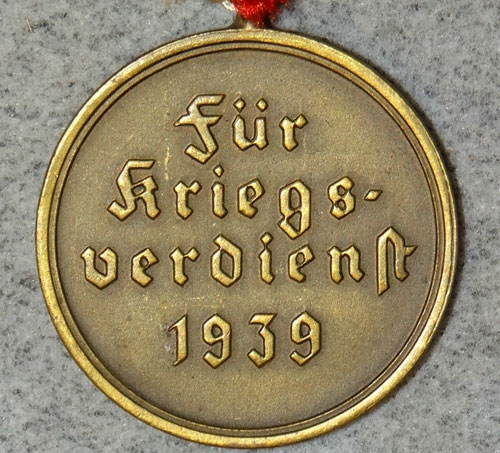 Für
Kriegs-
verdienst
1939